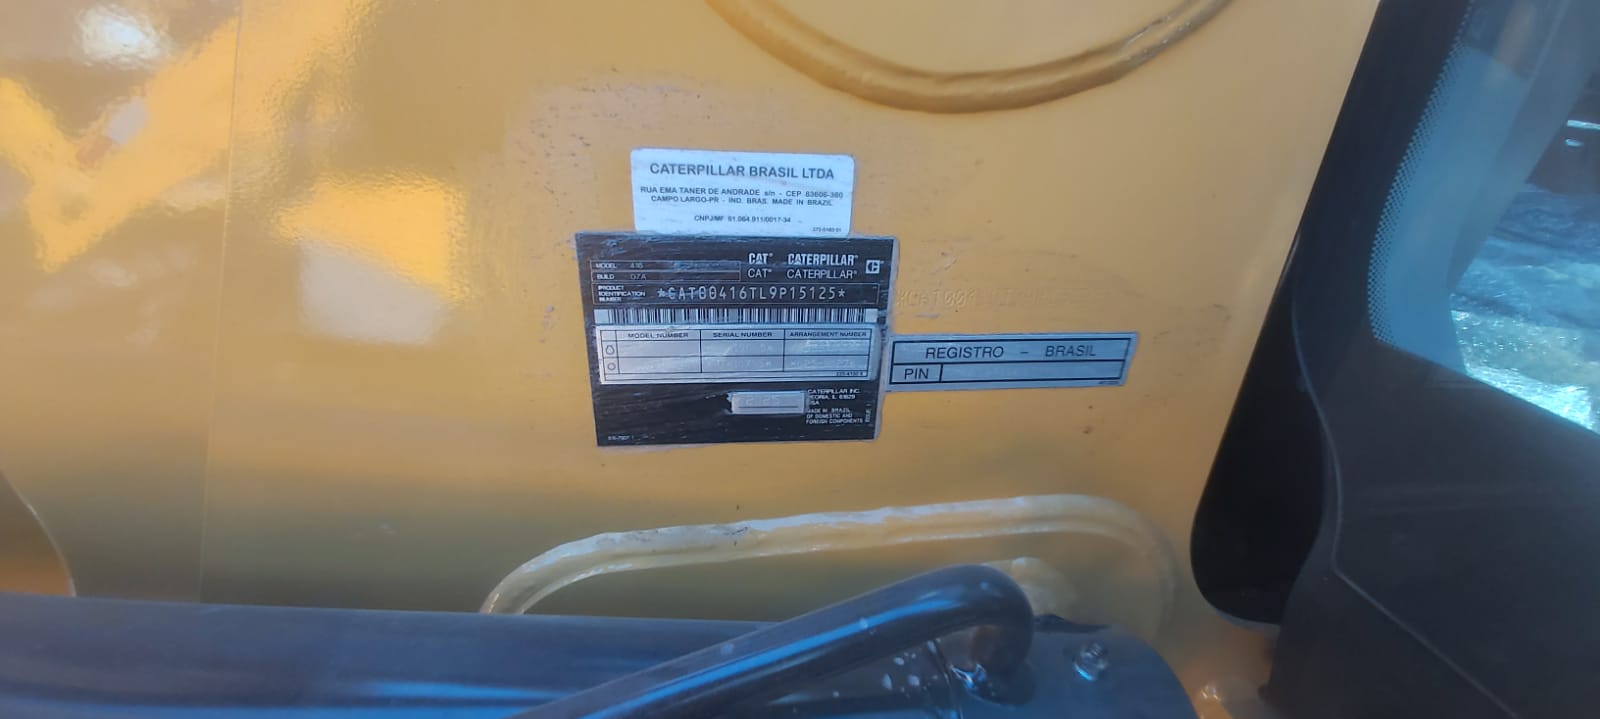 CATERPILLAR BRASIL LTDA
RUA EMA TANER DE ANDRADE s/n - CEP 83606-360
CAMPO LARGO-PR - IND. BRAS. MADE IN BRAZIL
CNPJ/MF 61.064.911/0017-34
CAT® CATERPILLAR®
MODEL 416
CAT® CATERPILLAR®
BUILD 07A
PRODUCT IDENTIFICATION NUMBER *CAT00416TL9P15125*
MODEL NUMBER SERIAL NUMBER ARRANGEMENT NUMBER
REGISTRO - BRASIL
PIN
CATERPILLAR INC.
PEORIA, IL 61629
USA
MADE IN BRAZIL
OF DOMESTIC AND
FOREIGN COMPONENTS